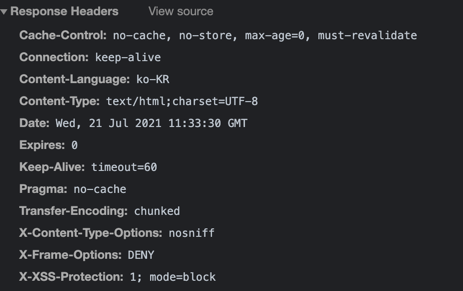 Response Headers View source
Cache-Control: no-cache, no-store, max-age=0, must-revalidate
Connection: keep-alive
Content-Language: ko-KR
Content-Type: text/html;charset=UTF-8
Date: Wed, 21 Jul 2021 11:33:30 GMT
Expires: 0
Keep-Alive: timeout=60
Pragma: no-cache
Transfer-Encoding: chunked
X-Content-Type-Options: nosniff
X-Frame-Options: DENY
X-XSS-Protection: 1; mode=block